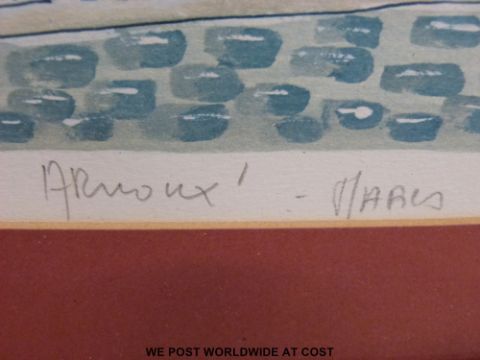 ARNOUX' -
WE POST WORLDWIDE AT COST